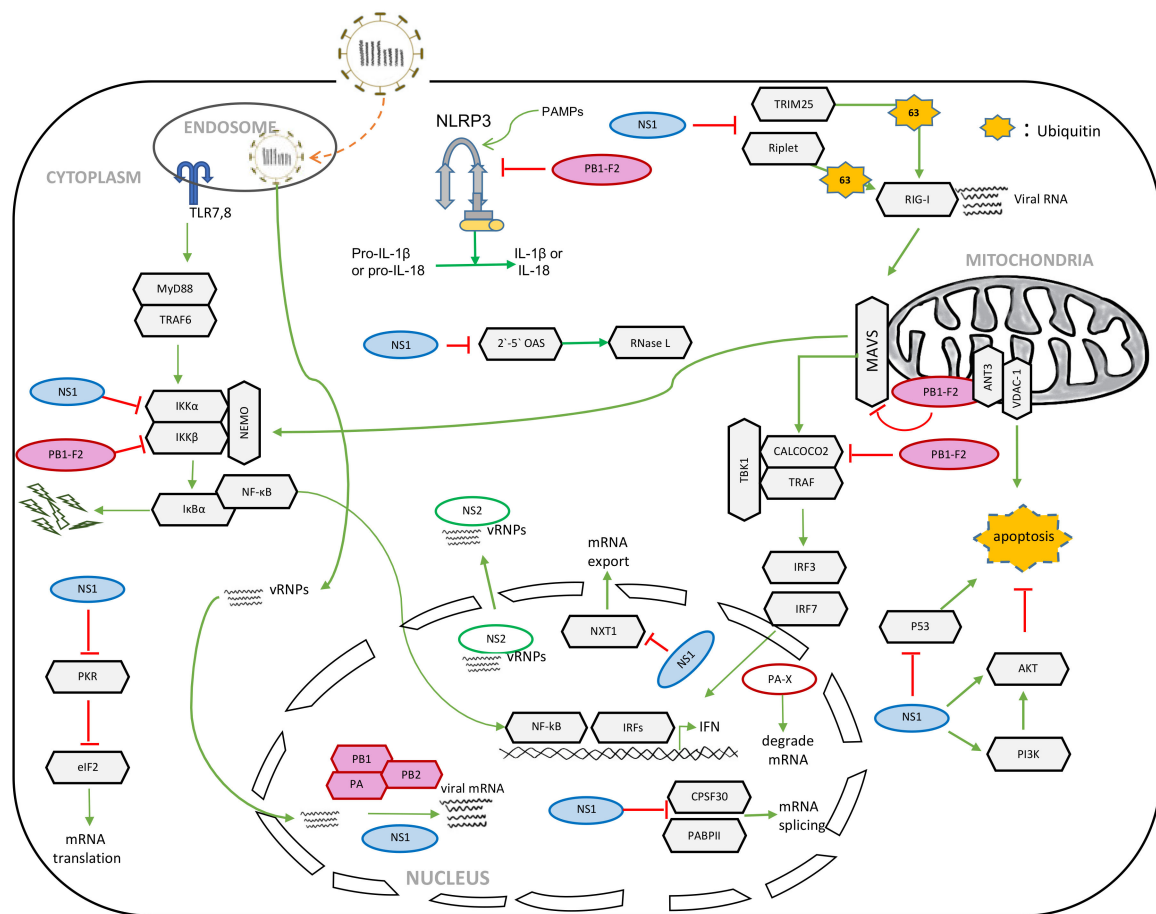 ENDOSOME
CYTOPLASM
TLR7,8
MyD88
TRAF6
NS1
PB1-F2
IKKα
IKKβ
NEMO
IκBα
NF-κB
NLRP3
PAMPs
PB1-F2
Pro-IL-1β
or pro-IL-18
IL-1β or
IL-18
NS1
2`-5` OAS
RNase L
NS1
TRIM25
Riplet
63
63
RIG-I
Viral RNA
: Ubiquitin
MITOCHONDRIA
MAVS
PB1-F2
ANT3
VDAC-1
TBK1
CALCOCO2
TRAF
PB1-F2
IRF3
IRF7
apoptosis
P53
NS1
AKT
PI3K
NS1
PKR
eIF2
mRNA
translation
vRNPs
NS2
vRNPs
NS2
vRNPs
mRNA
export
NXT1
NS1
PA-X
degrade
mRNA
NF-kB
IRFs
IFN
PB1
PA
PB2
viral mRNA
NS1
NS1
CPSF30
PABPII
mRNA
splicing
NUCLEUS